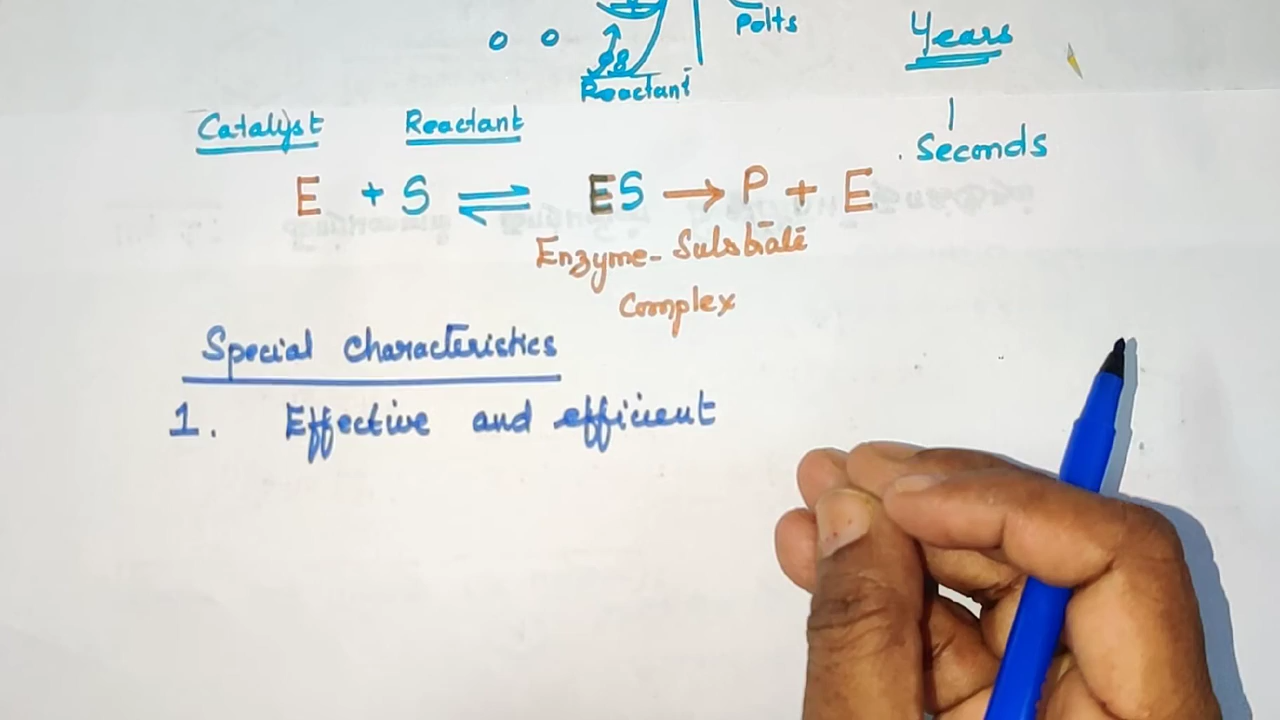 Polts
Years
Reactant
Catalyst Reactant
Seconds
E + S ⇌ ES → P + E
Enzyme-Substrate
Complex
Special characteristics
1. Effective and efficient